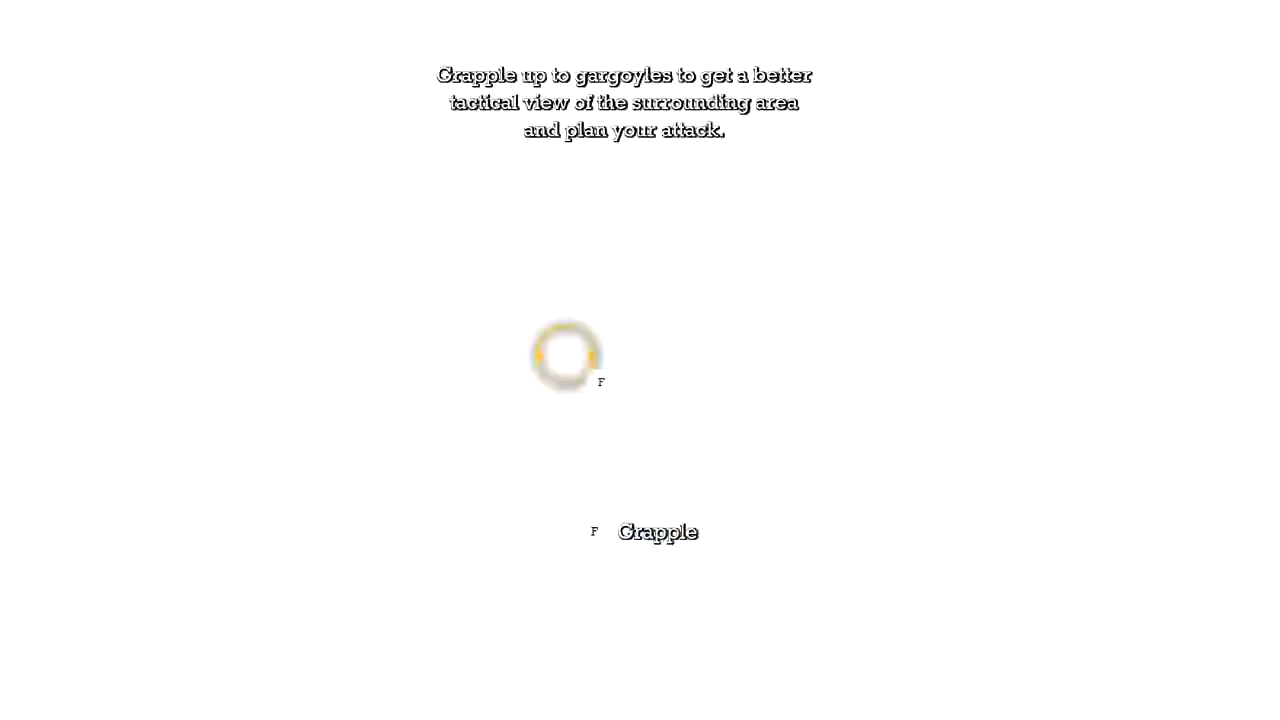 Grapple up to gargoyles to get a better
tactical view of the surrounding area
and plan your attack.
F
F Grapple